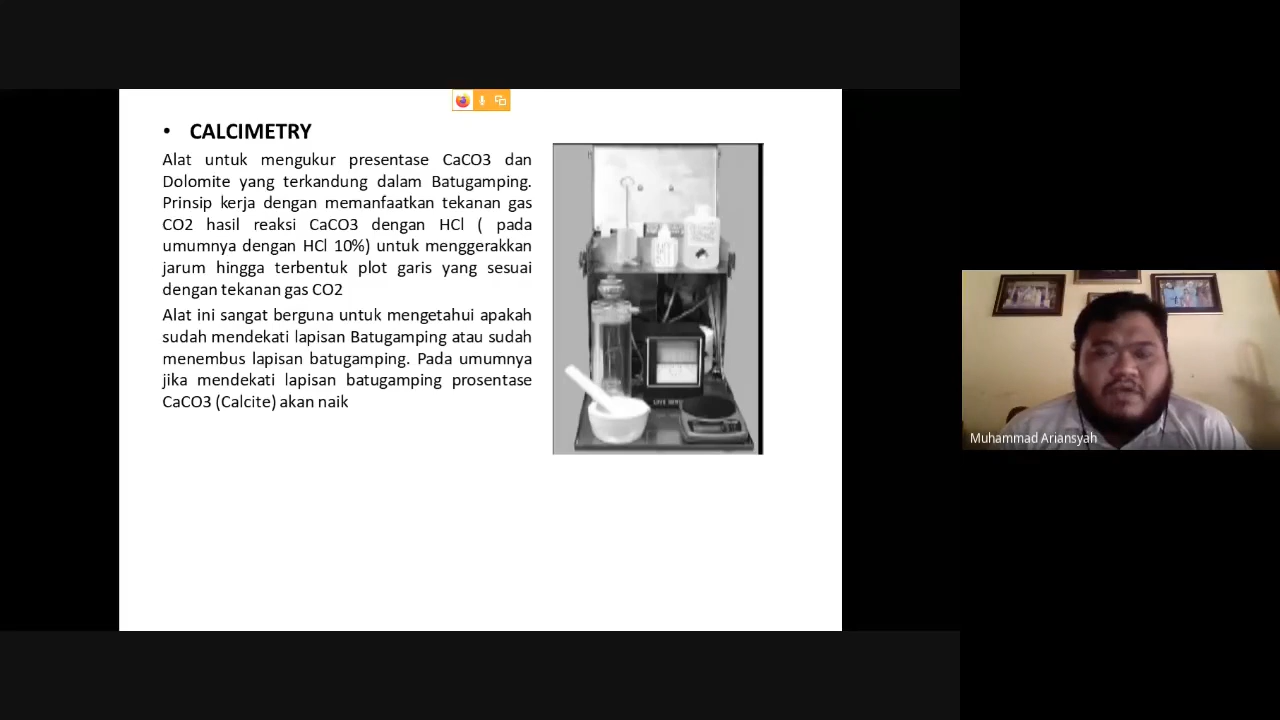 • CALCIMETRY
Alat untuk mengukur presentase CaCO3 dan
Dolomite yang terkandung dalam Batugamping.
Prinsip kerja dengan memanfaatkan tekanan gas
CO2 hasil reaksi CaCO3 dengan HCl ( pada
umumnya dengan HCl 10%) untuk menggerakkan
jarum hingga terbentuk plot garis yang sesuai
dengan tekanan gas CO2
Alat ini sangat berguna untuk mengetahui apakah
sudah mendekati lapisan Batugamping atau sudah
menembus lapisan batugamping. Pada umumnya
jika mendekati lapisan batugamping prosentase
CaCO3 (Calcite) akan naik
Muhammad Ariansyah